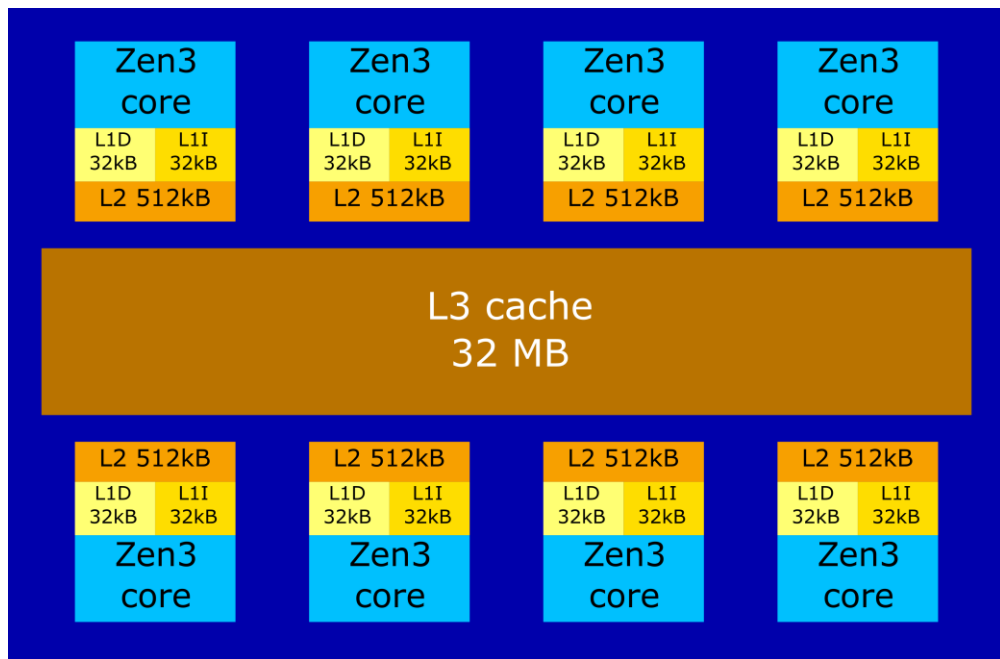 Zen3
core
L1D
32kB
L1I
32kB
L2 512kB
Zen3
core
L1D
32kB
L1I
32kB
L2 512kB
Zen3
core
L1D
32kB
L1I
32kB
L2 512kB
Zen3
core
L1D
32kB
L1I
32kB
L2 512kB
L3 cache
32 MB
L2 512kB
L1D
32kB
L1I
32kB
Zen3
core
L2 512kB
L1D
32kB
L1I
32kB
Zen3
core
L2 512kB
L1D
32kB
L1I
32kB
Zen3
core
L2 512kB
L1D
32kB
L1I
32kB
Zen3
core